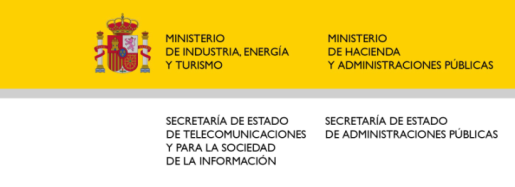 MINISTERIO
DE INDUSTRIA, ENERGÍA
Y TURISMO
MINISTERIO
DE HACIENDA
Y ADMINISTRACIONES PÚBLICAS
SECRETARÍA DE ESTADO
DE TELECOMUNICACIONES
Y PARA LA SOCIEDAD
DE LA INFORMACIÓN
SECRETARÍA DE ESTADO
DE ADMINISTRACIONES PÚBLICAS